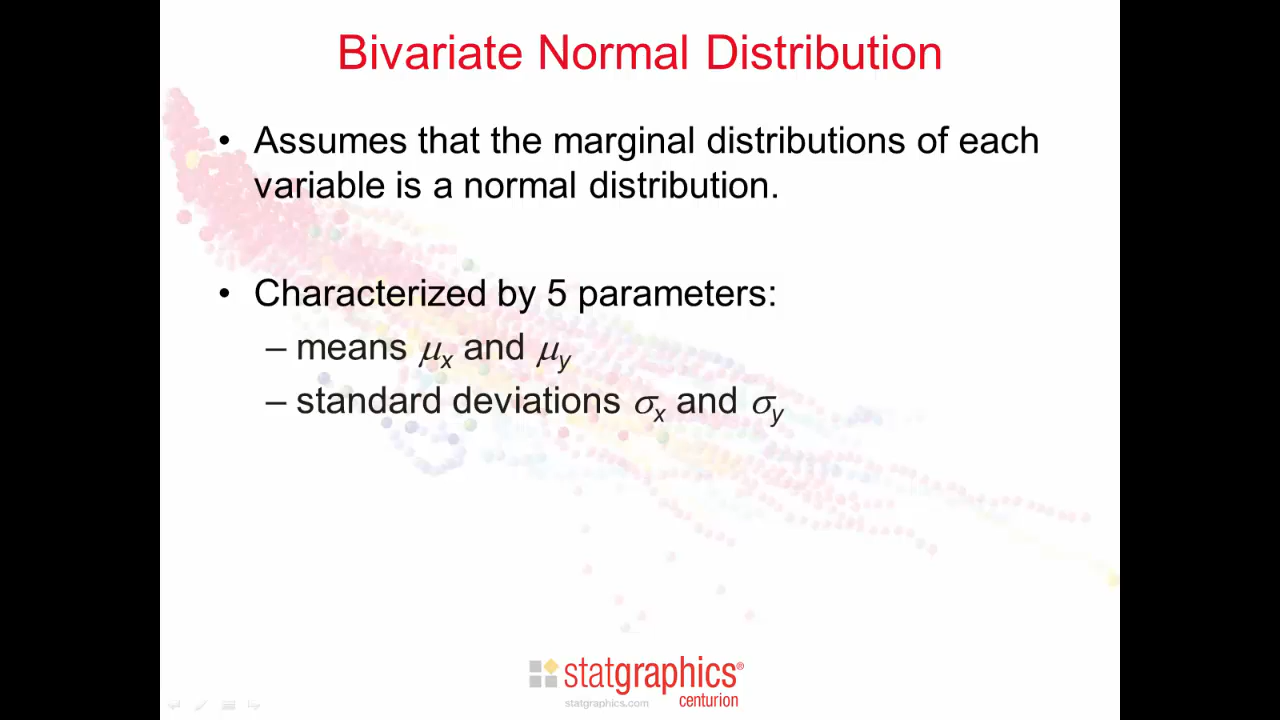 Bivariate Normal Distribution
• Assumes that the marginal distributions of each
variable is a normal distribution.
• Characterized by 5 parameters:
– means μx and μy
– standard deviations σx and σy
statgraphics®
centurion
statgraphics.com